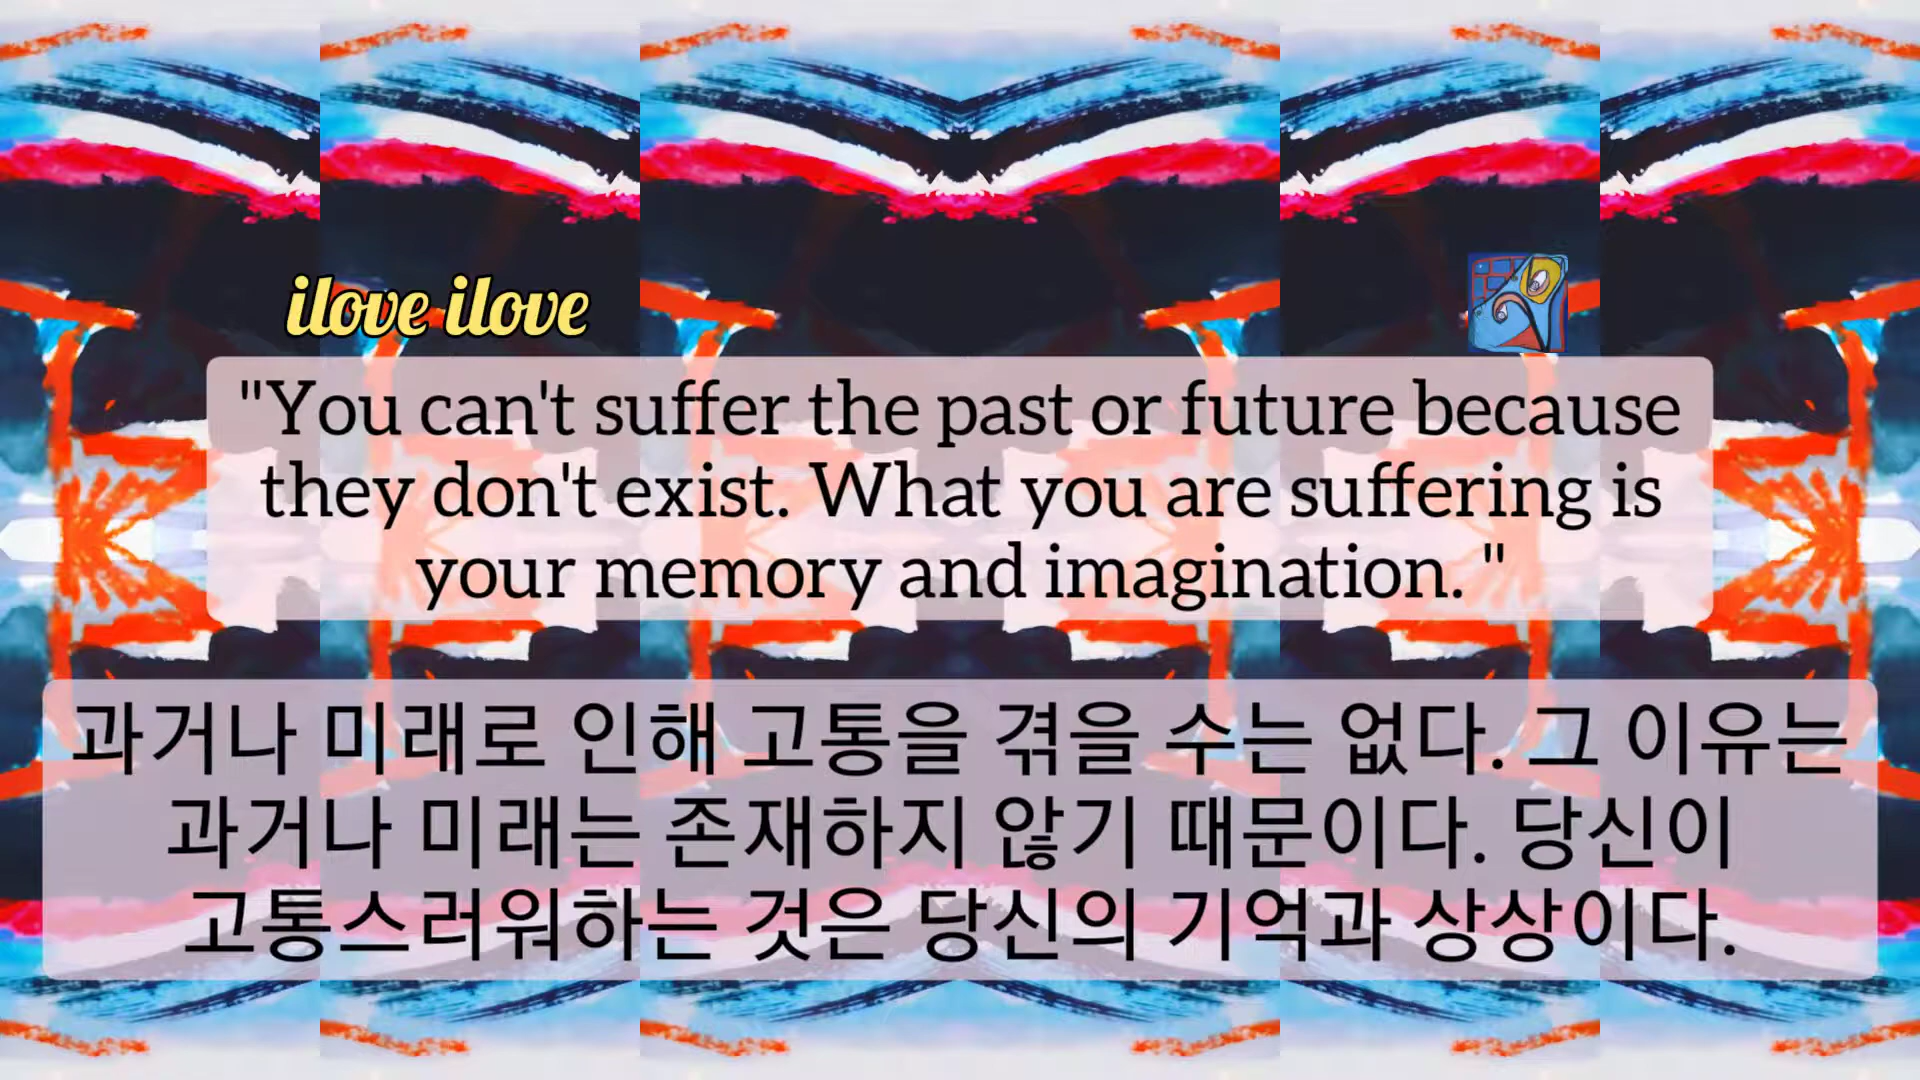 ilove ilove
"You can't suffer the past or future because
they don't exist. What you are suffering is
your memory and imagination. "
과거나 미래로 인해 고통을 겪을 수는 없다. 그 이유는
과거나 미래는 존재하지 않기 때문이다. 당신이
고통스러워하는 것은 당신의 기억과 상상이다.